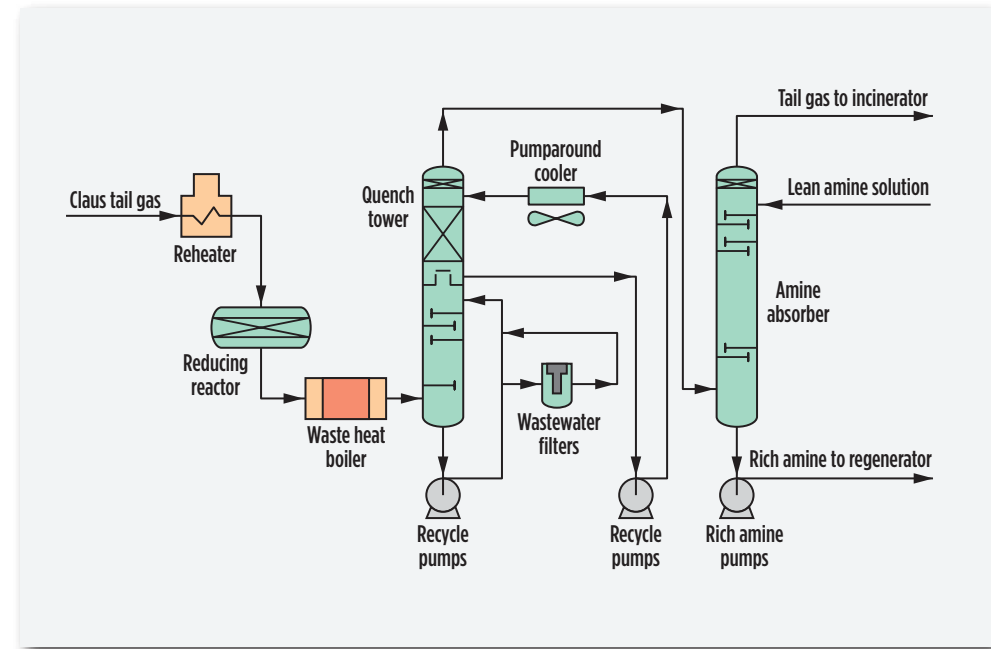 Tail gas to incinerator
Pumparound
cooler
Claus tail gas
Quench
tower
Lean amine solution
Reheater
Amine
absorber
Reducing
reactor
Wastewater
filters
Waste heat
boiler
Rich amine to regenerator
Recycle
pumps
Recycle
pumps
Rich amine
pumps